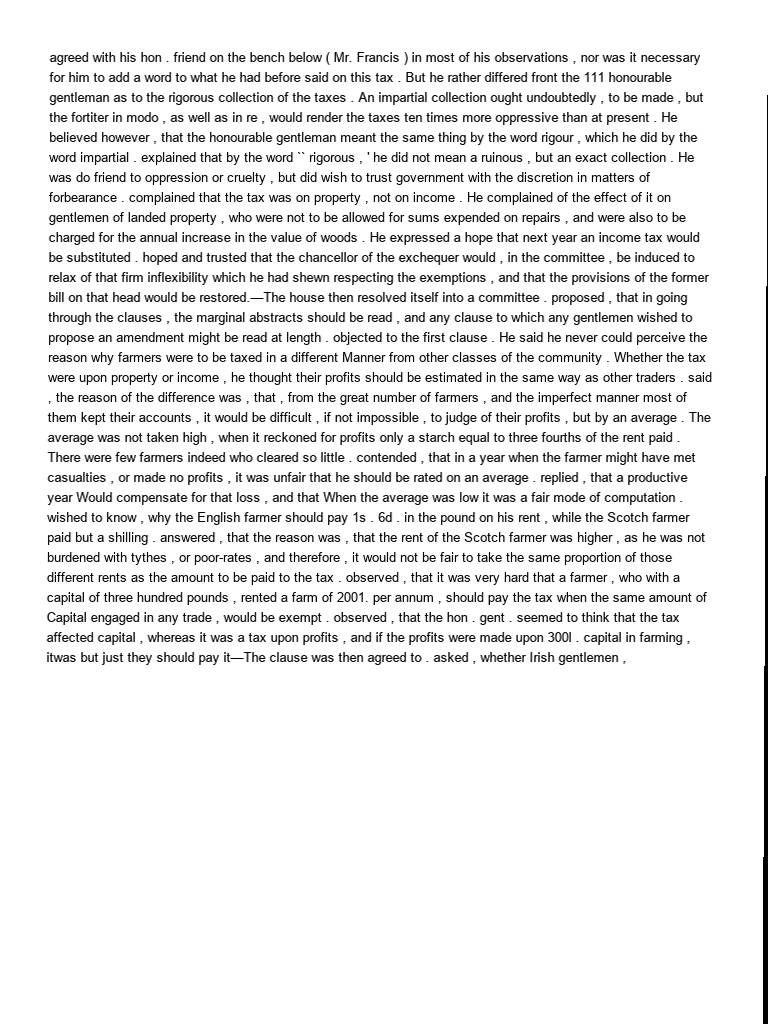 agreed with his hon . friend on the bench below ( Mr. Francis ) in most of his observations , nor was it necessary
for him to add a word to what he had before said on this tax . But he rather differed front the 111 honourable
gentleman as to the rigorous collection of the taxes . An impartial collection ought undoubtedly , to be made , but
the fortiter in modo , as well as in re , would render the taxes ten times more oppressive than at present . He
believed however , that the honourable gentleman meant the same thing by the word rigour , which he did by the
word impartial . explained that by the word `` rigorous , ' he did not mean a ruinous , but an exact collection . He
was do friend to oppression or cruelty , but did wish to trust government with the discretion in matters of
forbearance . complained that the tax was on property , not on income . He complained of the effect of it on
gentlemen of landed property , who were not to be allowed for sums expended on repairs , and were also to be
charged for the annual increase in the value of woods . He expressed a hope that next year an income tax would
be substituted . hoped and trusted that the chancellor of the exchequer would , in the committee , be induced to
relax of that firm inflexibility which he had shewn respecting the exemptions , and that the provisions of the former
bill on that head would be restored.—The house then resolved itself into a committee . proposed , that in going
through the clauses , the marginal abstracts should be read , and any clause to which any gentlemen wished to
propose an amendment might be read at length . objected to the first clause . He said he never could perceive the
reason why farmers were to be taxed in a different Manner from other classes of the community . Whether the tax
were upon property or income , he thought their profits should be estimated in the same way as other traders . said
, the reason of the difference was , that , from the great number of farmers , and the imperfect manner most of
them kept their accounts , it would be difficult , if not impossible , to judge of their profits , but by an average . The
average was not taken high , when it reckoned for profits only a starch equal to three fourths of the rent paid .
There were few farmers indeed who cleared so little . contended , that in a year when the farmer might have met
casualties , or made no profits , it was unfair that he should be rated on an average . replied , that a productive
year Would compensate for that loss , and that When the average was low it was a fair mode of computation .
wished to know , why the English farmer should pay 1s . 6d . in the pound on his rent , while the Scotch farmer
paid but a shilling . answered , that the reason was , that the rent of the Scotch farmer was higher , as he was not
burdened with tythes , or poor-rates , and therefore , it would not be fair to take the same proportion of those
different rents as the amount to be paid to the tax . observed , that it was very hard that a farmer , who with a
capital of three hundred pounds , rented a farm of 2001. per annum , should pay the tax when the same amount of
Capital engaged in any trade , would be exempt . observed , that the hon . gent . seemed to think that the tax
affected capital , whereas it was a tax upon profits , and if the profits were made upon 300l . capital in farming ,
itwas but just they should pay it—The clause was then agreed to . asked , whether Irish gentlemen ,